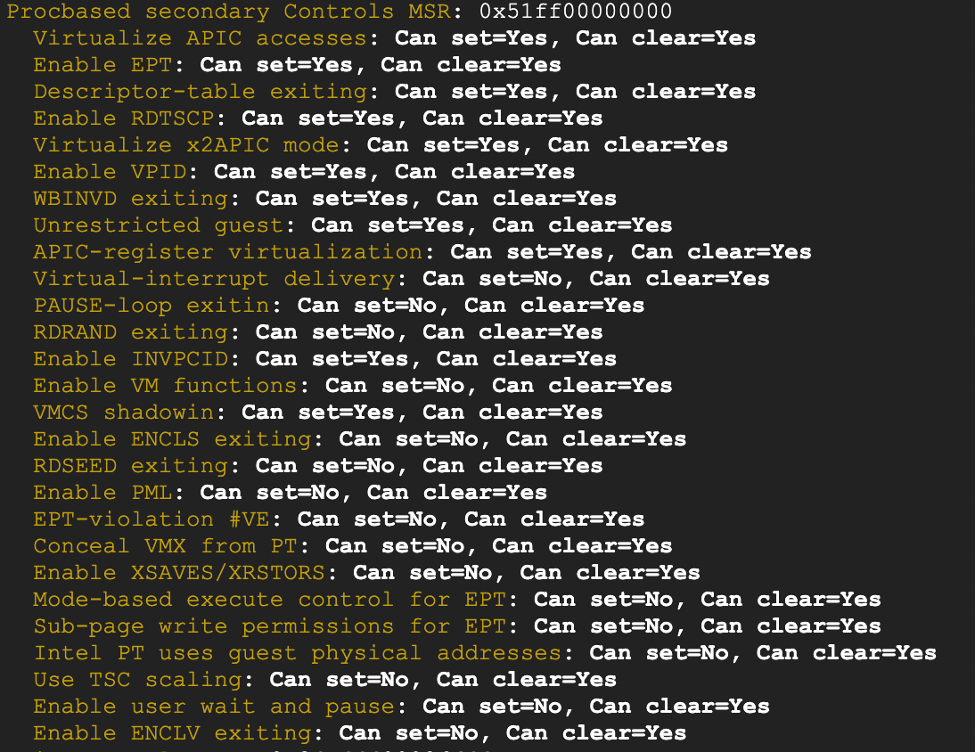 Procbased secondary Controls MSR: 0x51ff00000000
Virtualize APIC accesses: Can set=Yes, Can clear=Yes
Enable EPT: Can set=Yes, Can clear=Yes
Descriptor-table exiting: Can set=Yes, Can clear=Yes
Enable RDTSCP: Can set=Yes, Can clear=Yes
Virtualize x2APIC mode: Can set=Yes, Can clear=Yes
Enable VPID: Can set=Yes, Can clear=Yes
WBINVD exiting: Can set=Yes, Can clear=Yes
Unrestricted guest: Can set=Yes, Can clear=Yes
APIC-register virtualization: Can set=Yes, Can clear=Yes
Virtual-interrupt delivery: Can set=No, Can clear=Yes
PAUSE-loop exitin: Can set=No, Can clear=Yes
RDRAND exiting: Can set=No, Can clear=Yes
Enable INVPCID: Can set=Yes, Can clear=Yes
Enable VM functions: Can set=No, Can clear=Yes
VMCS shadowin: Can set=Yes, Can clear=Yes
Enable ENCLS exiting: Can set=No, Can clear=Yes
RDSEED exiting: Can set=No, Can clear=Yes
Enable PML: Can set=No, Can clear=Yes
EPT-violation #VE: Can set=No, Can clear=Yes
Conceal VMX from PT: Can set=No, Can clear=Yes
Enable XSAVES/XRSTORS: Can set=No, Can clear=Yes
Mode-based execute control for EPT: Can set=No, Can clear=Yes
Sub-page write permissions for EPT: Can set=No, Can clear=Yes
Intel PT uses guest physical addresses: Can set=No, Can clear=Yes
Use TSC scaling: Can set=No, Can clear=Yes
Enable user wait and pause: Can set=No, Can clear=Yes
Enable ENCLV exiting: Can set=No, Can clear=Yes